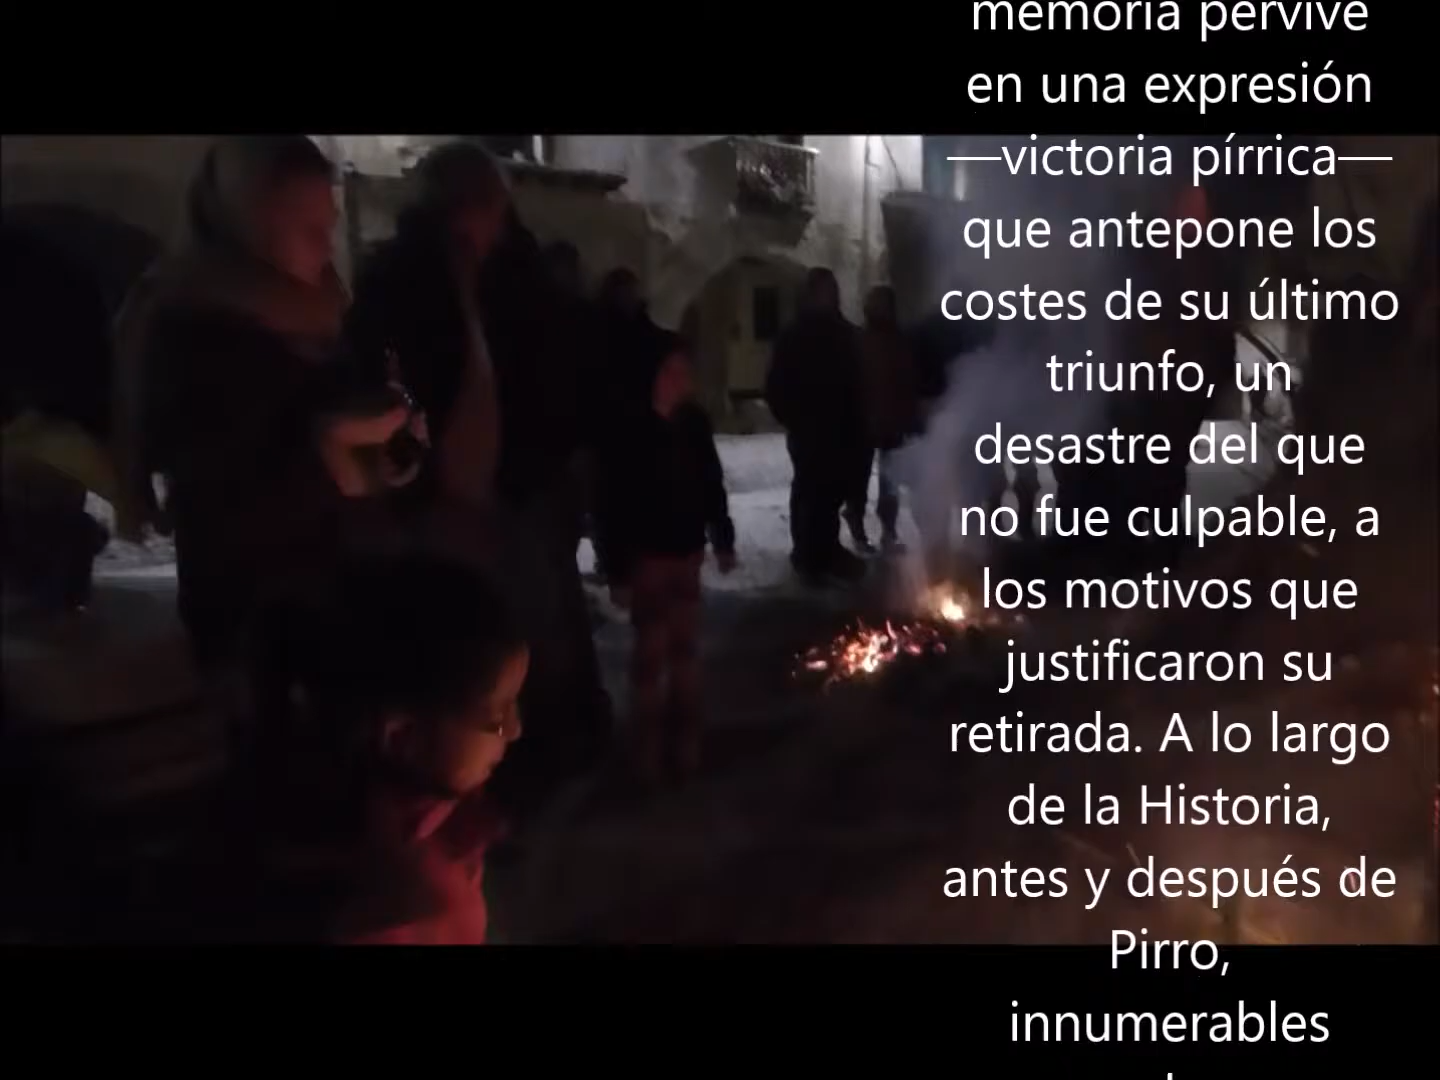 memoria pervive
en una expresión
—victoria pírrica—
que antepone los
costes de su último
triunfo, un
desastre del que
no fue culpable, a
los motivos que
justificaron su
retirada. A lo largo
de la Historia,
antes y después de
Pirro,
innumerables